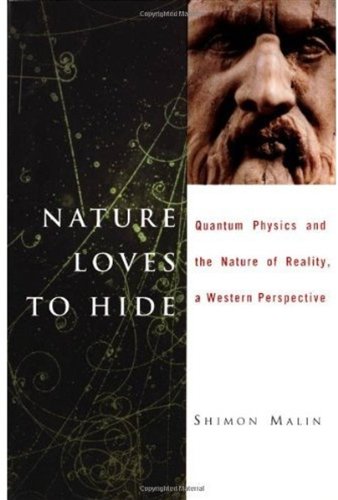 NATURE
LOVES
TO HIDE
Quantum Physics and
the Nature of Reality,
a Western Perspective
SHIMON MALIN